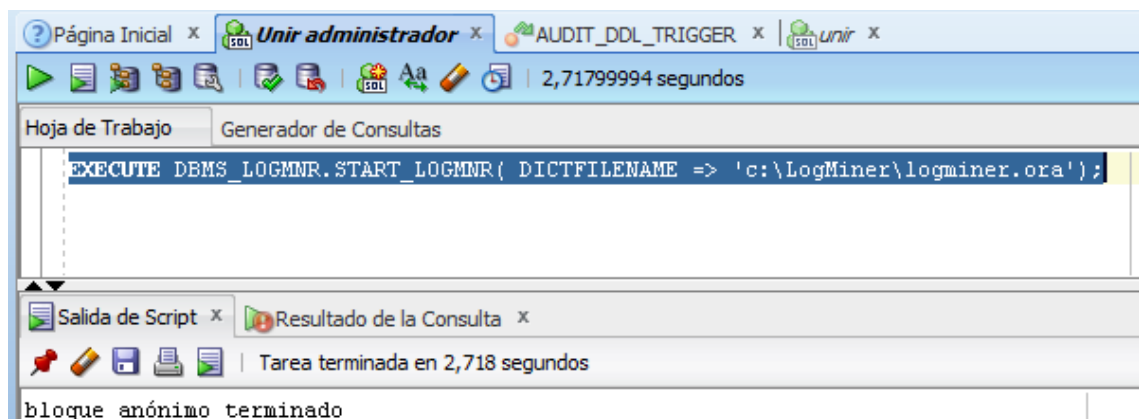 Página Inicial x Unir administrador x AUDIT_DDL_TRIGGER x unir x
2,71799994 segundos
Hoja de Trabajo Generador de Consultas
EXECUTE DBMS_LOGMNR.START_LOGMNR( DICTFILENAME => 'c:\LogMiner\logminer.ora');
Salida de Script x Resultado de la Consulta x
Tarea terminada en 2,718 segundos
bloque anónimo terminado